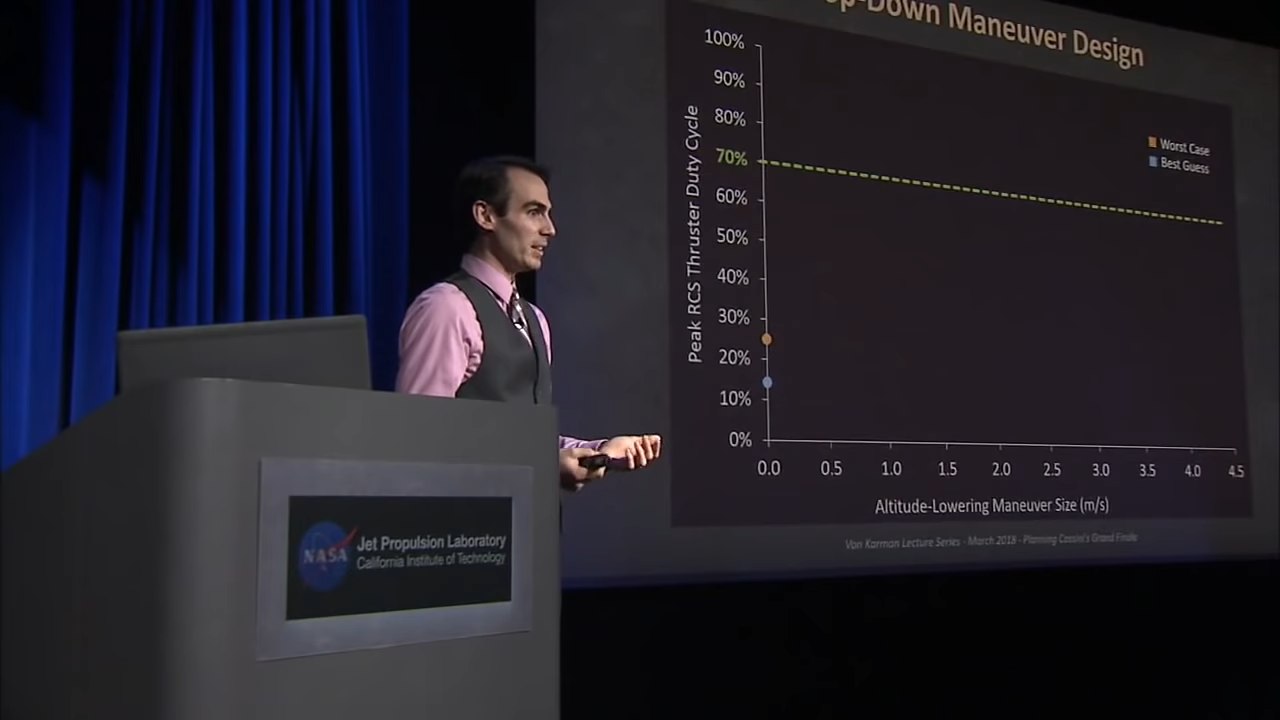 op-Down Maneuver Design
100%
90%
80%
70%
60%
50%
40%
30%
20%
10%
0%
Peak RCS Thruster Duty Cycle
Worst Case
Best Guess
0.0 0.5 1.0 1.5 2.0 2.5 3.0 3.5 4.0 4.5
Altitude-Lowering Maneuver Size (m/s)
Von Karman Lecture Series - March 2018 - Planning Cassini's Grand Finale
NASA
Jet Propulsion Laboratory
California Institute of Technology